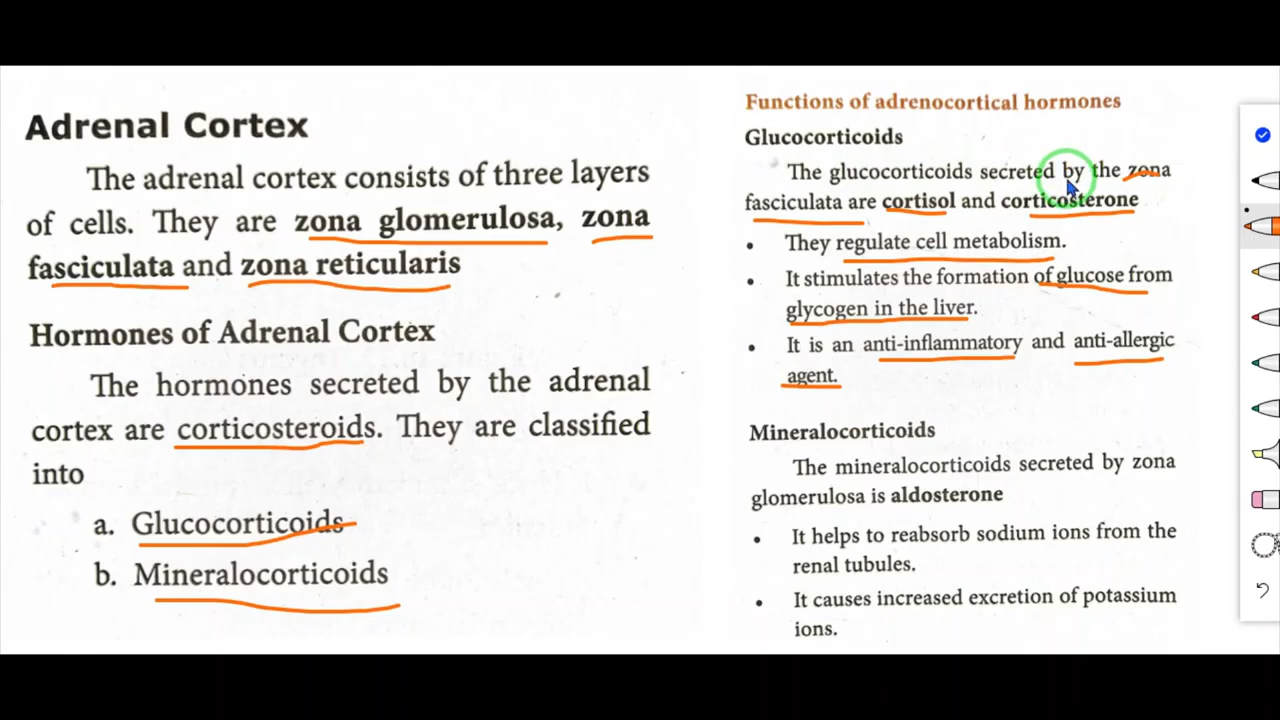 Adrenal Cortex
The adrenal cortex consists of three layers
of cells. They are zona glomerulosa, zona
fasciculata and zona reticularis
Hormones of Adrenal Cortex
The hormones secreted by the adrenal
cortex are corticosteroids. They are classified
into
a. Glucocorticoids
b. Mineralocorticoids
Functions of adrenocortical hormones
Glucocorticoids
The glucocorticoids secreted by the zona
fasciculata are cortisol and corticosterone
• They regulate cell metabolism.
• It stimulates the formation of glucose from
glycogen in the liver.
• It is an anti-inflammatory and anti-allergic
agent.
Mineralocorticoids
The mineralocorticoids secreted by zona
glomerulosa is aldosterone
• It helps to reabsorb sodium ions from the
renal tubules.
• It causes increased excretion of potassium
ions.